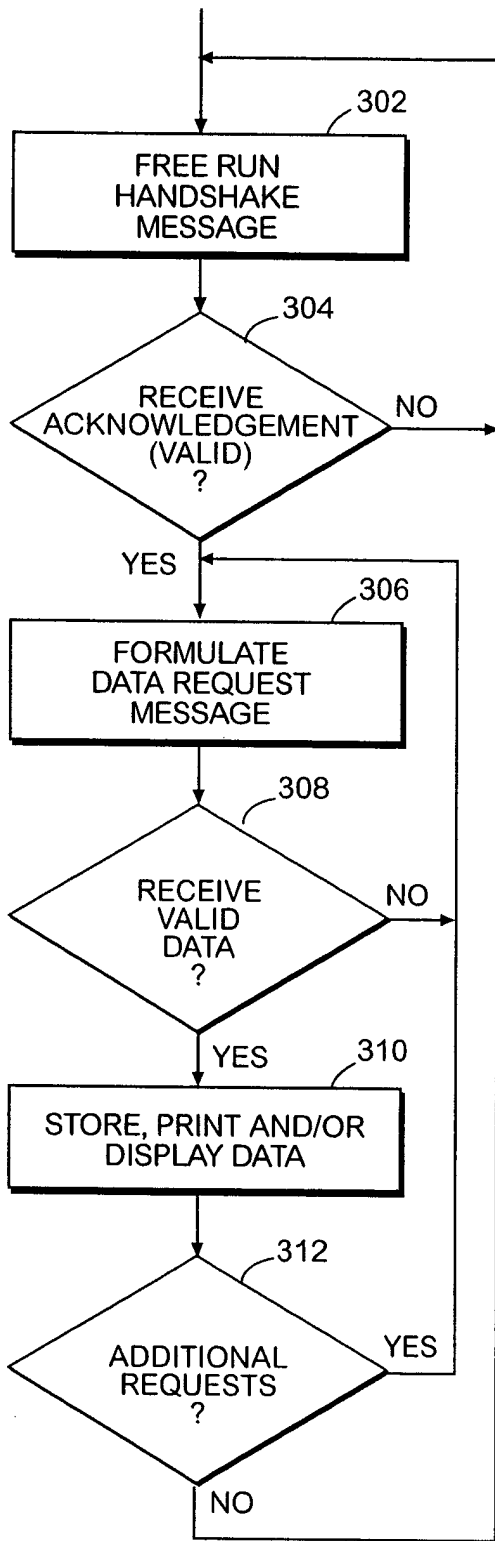 302
FREE RUN
HANDSHAKE
MESSAGE
304
RECEIVE
ACKNOWLEDGEMENT
(VALID)
?
NO
YES
306
FORMULATE
DATA REQUEST
MESSAGE
308
RECEIVE
VALID
DATA
?
NO
YES
310
STORE, PRINT AND/OR
DISPLAY DATA
312
ADDITIONAL
REQUESTS
?
YES
NO